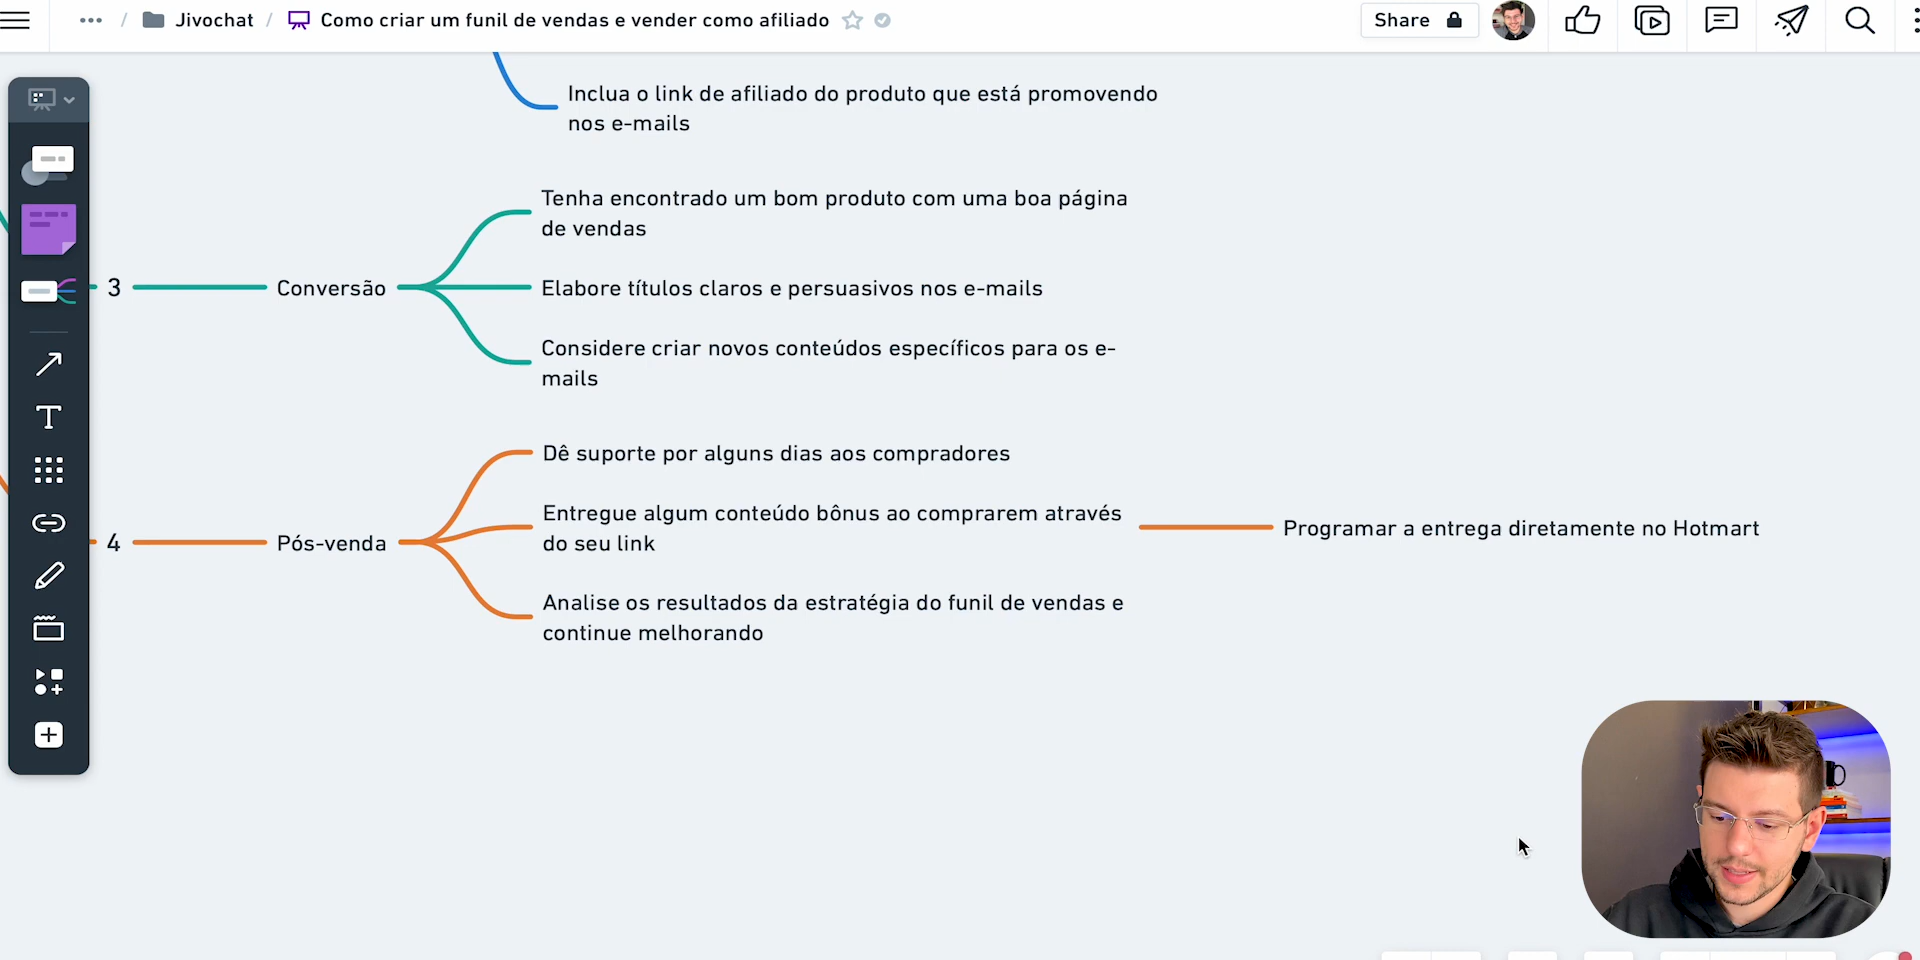 Jivochat / Como criar um funil de vendas e vender como afiliado
Share
Inclua o link de afiliado do produto que está promovendo
nos e-mails
Tenha encontrado um bom produto com uma boa página
de vendas
3
Conversão
Elabore títulos claros e persuasivos nos e-mails
Considere criar novos conteúdos específicos para os e-
mails
Dê suporte por alguns dias aos compradores
4
Pós-venda
Entregue algum conteúdo bônus ao comprarem através
do seu link
Programar a entrega diretamente no Hotmart
Analise os resultados da estratégia do funil de vendas e
continue melhorando